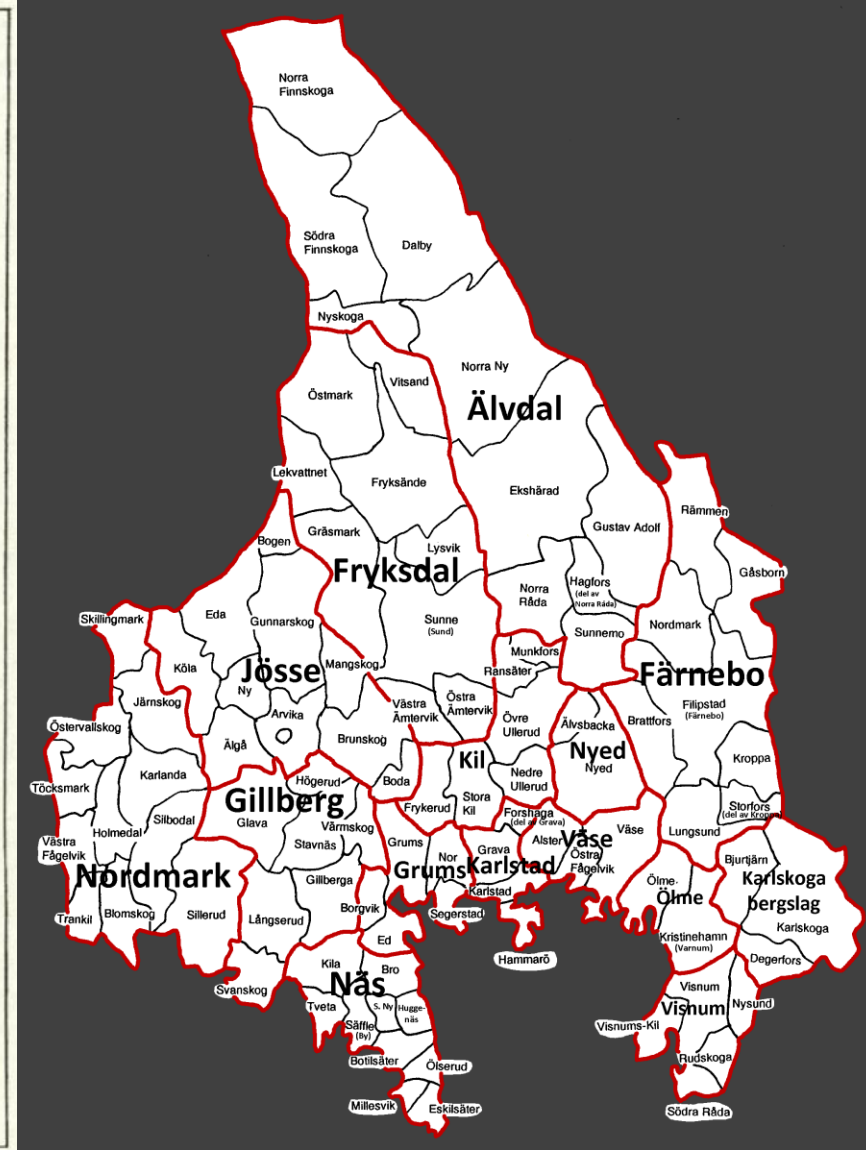 Norra
Finnskoga
Södra
Finnskoga
Dalby
Nyskoga
Norra Ny
Vitsand
Östmark
Älvdal
Lekvattnet
Fryksände
Ekshärad
Rämmen
Gustav Adolf
Gräsmark
Bogen
Lysvik
Fryksdal
Gåsborn
Hagfors
(del av
Norra Råda)
Norra
Råda
Skillingmark
Eda
Gunnarskog
Sunne
(Sund)
Sunnemo
Nordmark
Munkfors
Köla
Jösse
Mangskog
Ransäter
Färnebo
Ny
Järnskog
Västra
Ämtervik
Östra
Ämtervik
Filipstad
(Färnebo)
Arvika
Övre
Ullerud
Älvsbacka
Brattfors
Östervallskog
Älgå
Brunskog
Nyed
Nyed
Kil
Kroppa
Karlanda
Högerud
Boda
Nedre
Ullerud
Töcksmark
Gillberg
Stora
Kil
Frykerud
Storfors
(del av Kroppa)
Silbodal
Glava
Värmskog
Forshaga
(del av Grava)
Holmedal
Väse
Väse
Lungsund
Alster
Stavnäs
Grums
Grava
Västra
Fågelvik
Östra
Fågelvik
Nor
Bjurtjärn
Grums
Karlstad
Nordmark
Gillberga
Karlstad
Ölme
Ölme
Karlskoga
bergslag
Borgvik
Segerstad
Trankil
Blomskog
Sillerud
Långserud
Karlskoga
Ed
Kristinehamn
(Varnum)
Hammarö
Degerfors
Kila
Bro
Näs
Svanskog
Visnum
Tveta
S. Ny
Hugge-
näs
Visnum
Nysund
Säffle
(By)
Visnums-Kil
Botilsäter
Ölserud
Rudskoga
Millesvik
Eskilsäter
Södra Råda